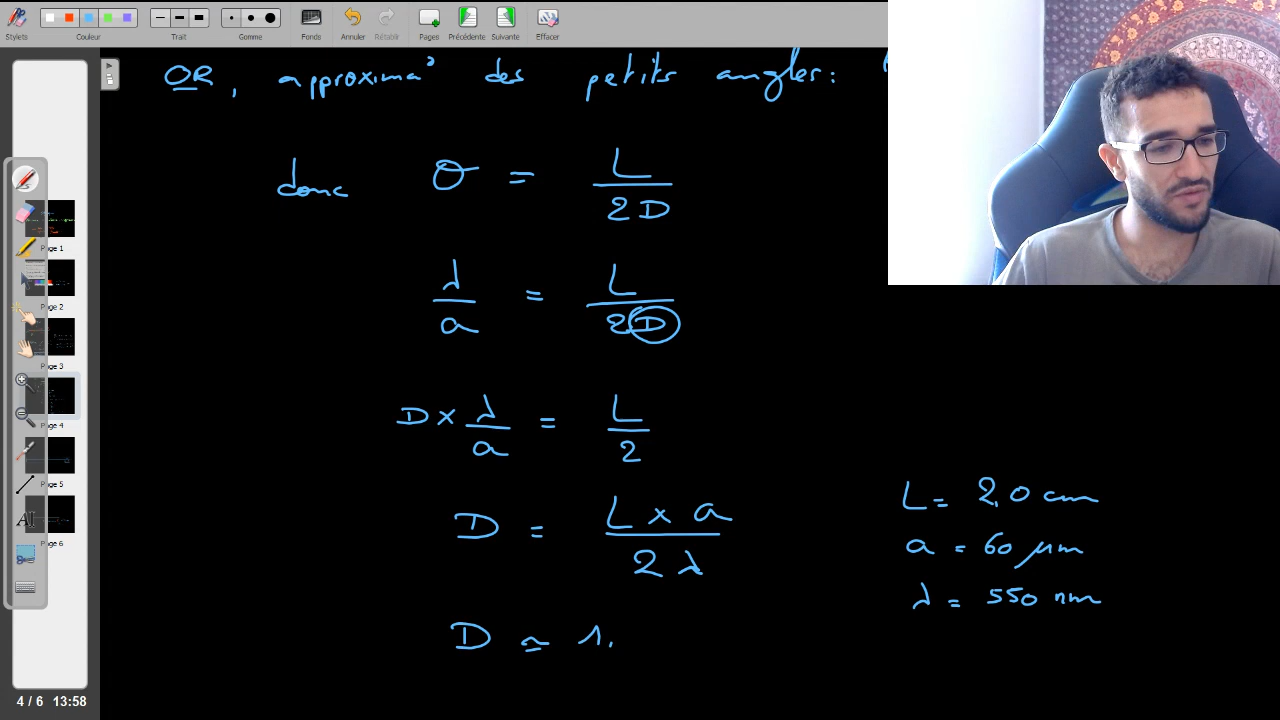 Stylets Couleur Trait Gomme Fonds Annuler Rétablir Pages Précédente Suivante Effacer
OR, approxima° des petits angles:
donc θ = L / 2D
λ / a = L / 2D
D × λ / a = L / 2
D = L × a / 2 λ
D ≃ 1.
L = 2,0 cm
a = 60 μm
λ = 550 nm
Page 1
Page 2
Page 3
Page 4
Page 5
Page 6
AI
4 / 6 13:58